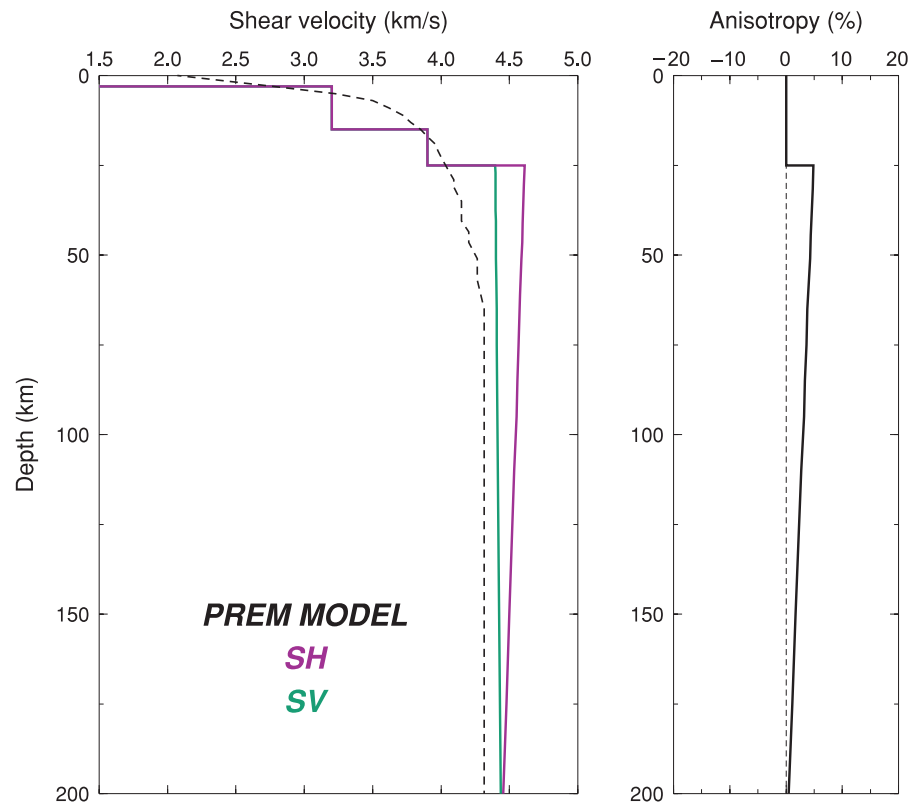 Shear velocity (km/s)
Anisotropy (%)
1.5 2.0 2.5 3.0 3.5 4.0 4.5 5.0
−20 −10 0 10 20
0
0
50
50
100
100
150
150
200
200
Depth (km)
PREM MODEL
SH
SV